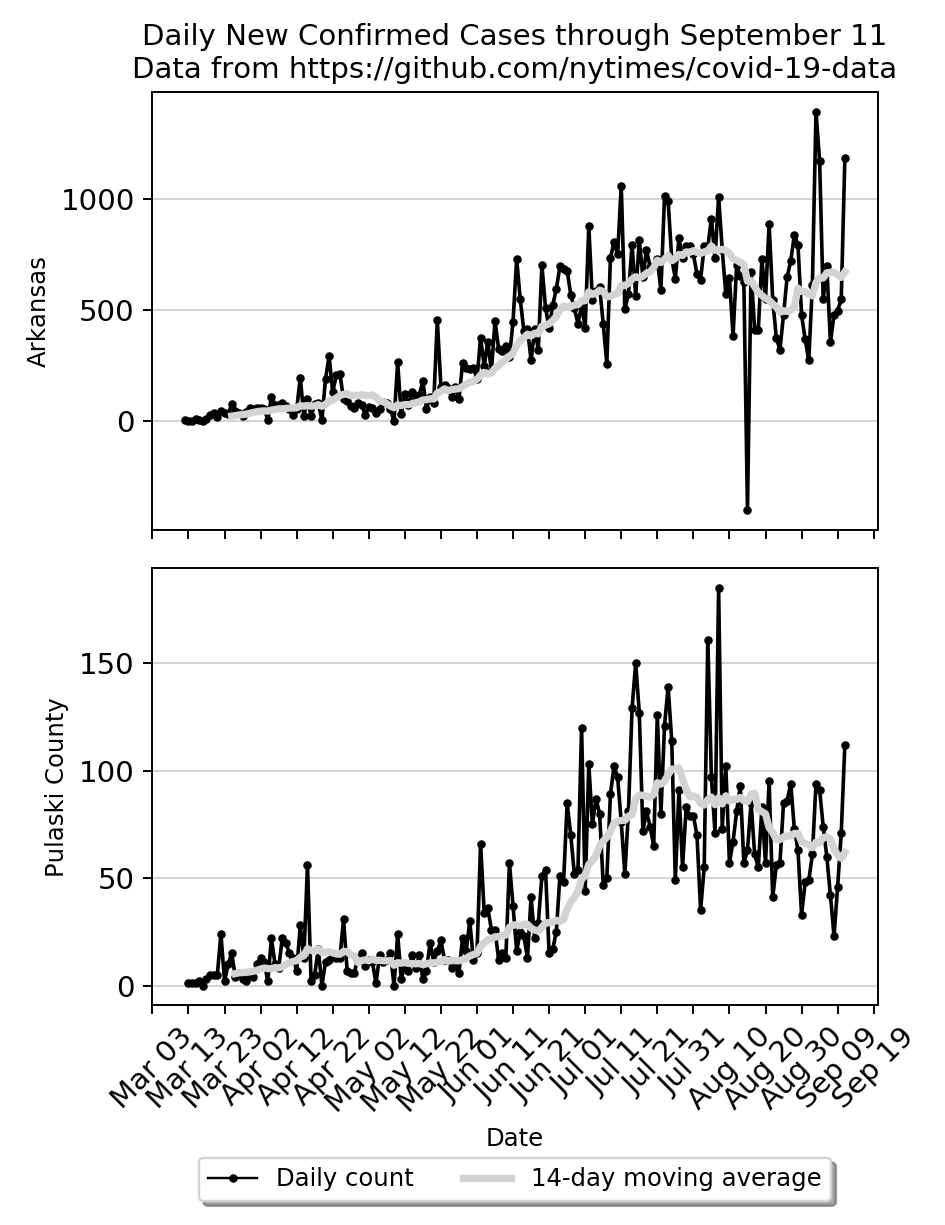 Daily New Confirmed Cases through September 11
Data from https://github.com/nytimes/covid-19-data
1000
500
0
Arkansas
150
100
50
0
Pulaski County
Mar 03
Mar 13
Mar 23
Apr 02
Apr 12
Apr 22
May 02
May 12
May 22
Jun 01
Jun 11
Jun 21
Jul 01
Jul 11
Jul 21
Jul 31
Aug 10
Aug 20
Aug 30
Sep 09
Sep 19
Date
Daily count
14-day moving average